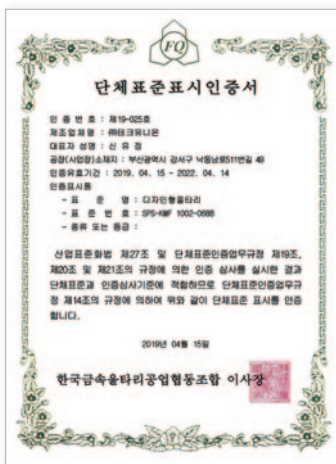 FQ
단체표준표시인증서
인 증 번 호 : 제19-025호
제조업체명 : ㈜테크유니온
대표자 성명 : 신 유 정
공장(사업장)소재지 : 부산광역시 강서구 낙동남로511번길 49
인증유효기간 : 2019. 04. 15 ~ 2022. 04. 14
인증표시품
- 표 준 명 : 디자인형울타리
- 표 준 번 호 : SPS-KMF 1002-0686
- 종류 또는 등급 :
산업표준화법 제27조 및 단체표준인증업무규정 제19조,
제20조 및 제21조의 규정에 의한 인증 심사를 실시한 결과
단체표준과 인증심사기준에 적합하므로 단체표준인증업무규
정 제14조의 규정에 의하여 위와 같이 단체표준 표시를 인증
합니다.
2019년 04월 15일
한국금속울타리공업협동조합 이사장